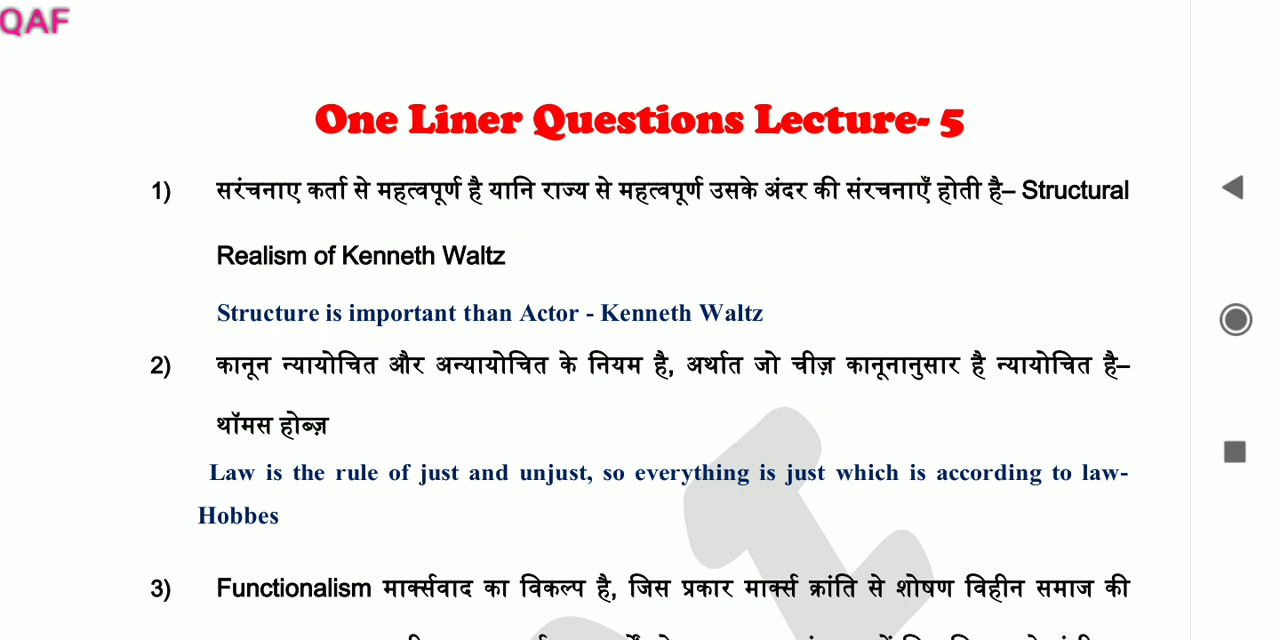 QAF
One Liner Questions Lecture- 5
1) सरंचनाए कर्ता से महत्वपूर्ण है यानि राज्य से महत्वपूर्ण उसके अंदर की संरचनाएँ होती है– Structural
Realism of Kenneth Waltz
Structure is important than Actor - Kenneth Waltz
2) कानून न्यायोचित और अन्यायोचित के नियम है, अर्थात जो चीज़ कानूनानुसार है न्यायोचित है–
थॉमस होब्ज़
Law is the rule of just and unjust, so everything is just which is according to law-
Hobbes
3) Functionalism मार्क्सवाद का विकल्प है, जिस प्रकार मार्क्स क्रांति से शोषण विहीन समाज की